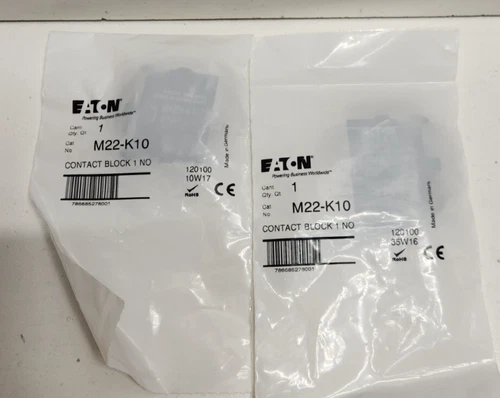 EATON
Powering Business Worldwide
Cant. 1
Qty. Qt.
Cat M22-K10
No.
CONTACT BLOCK 1 NO
120100
10W17
RoHS
CE
786685278001
Made in Germany
EATON
Powering Business Worldwide
Cant. 1
Qty. Qt.
Cat M22-K10
No.
CONTACT BLOCK 1 NO
120100
35W16
RoHS
CE
786685278001
Made in Germany